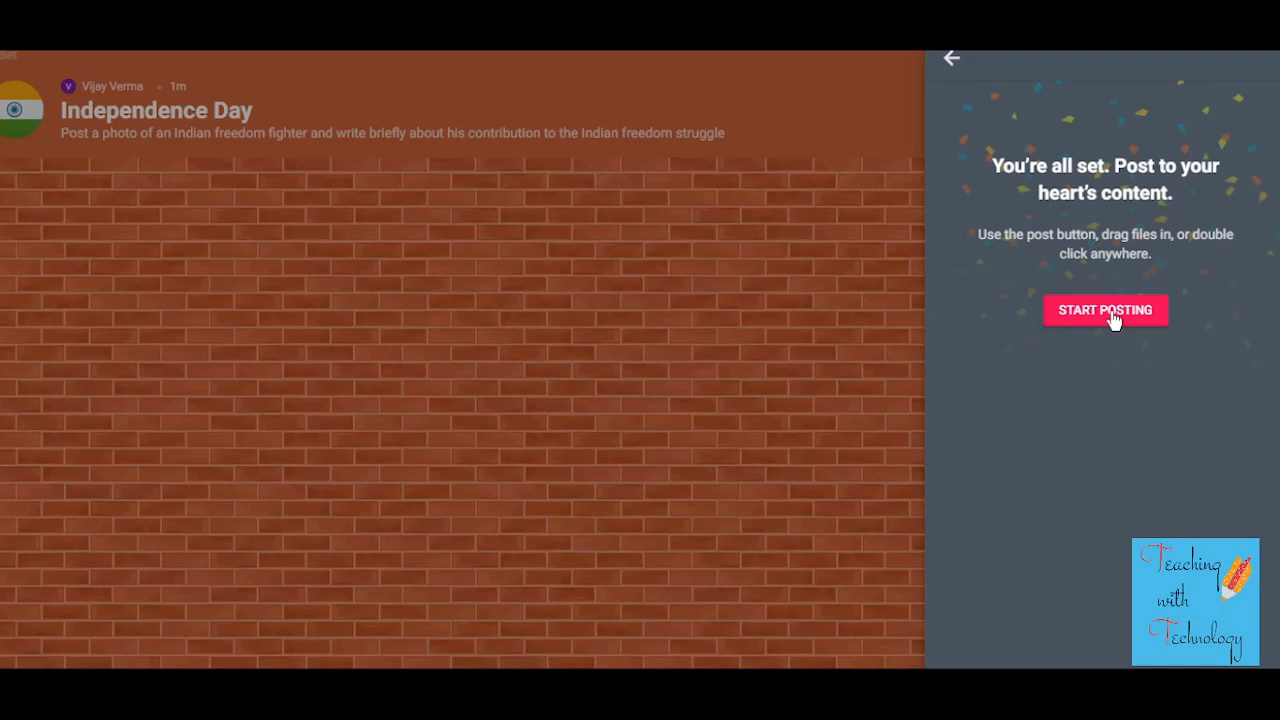 V Vijay Verma • 1m
Independence Day
Post a photo of an Indian freedom fighter and write briefly about his contribution to the Indian freedom struggle
You're all set. Post to your
heart's content.
Use the post button, drag files in, or double
click anywhere.
START POSTING
Teaching
with
Technology